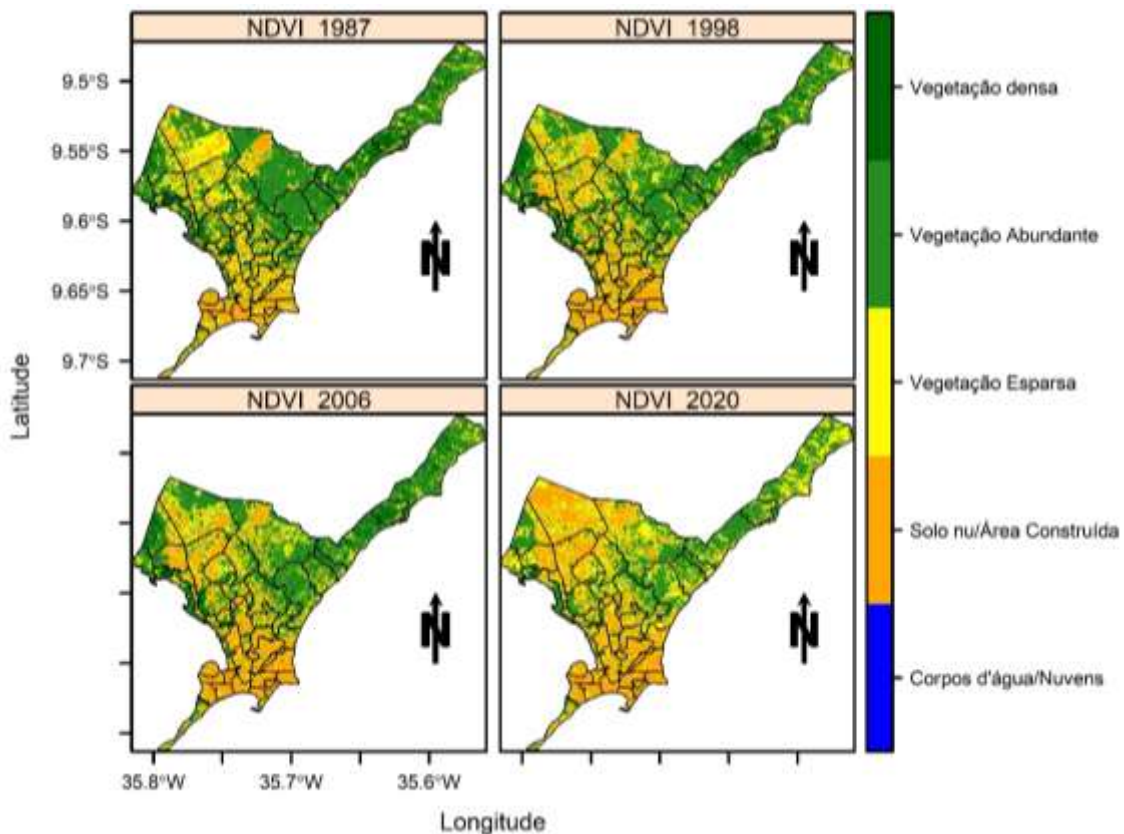 NDVI 1987
NDVI 1998
9.5°S
9.55°S
9.6°S
9.65°S
9.7°S
N
N
NDVI 2006
NDVI 2020
N
N
35.8°W
35.7°W
35.6°W
Latitude
Longitude
Vegetação densa
Vegetação Abundante
Vegetação Esparsa
Solo nu/Área Construída
Corpos d'água/Nuvens